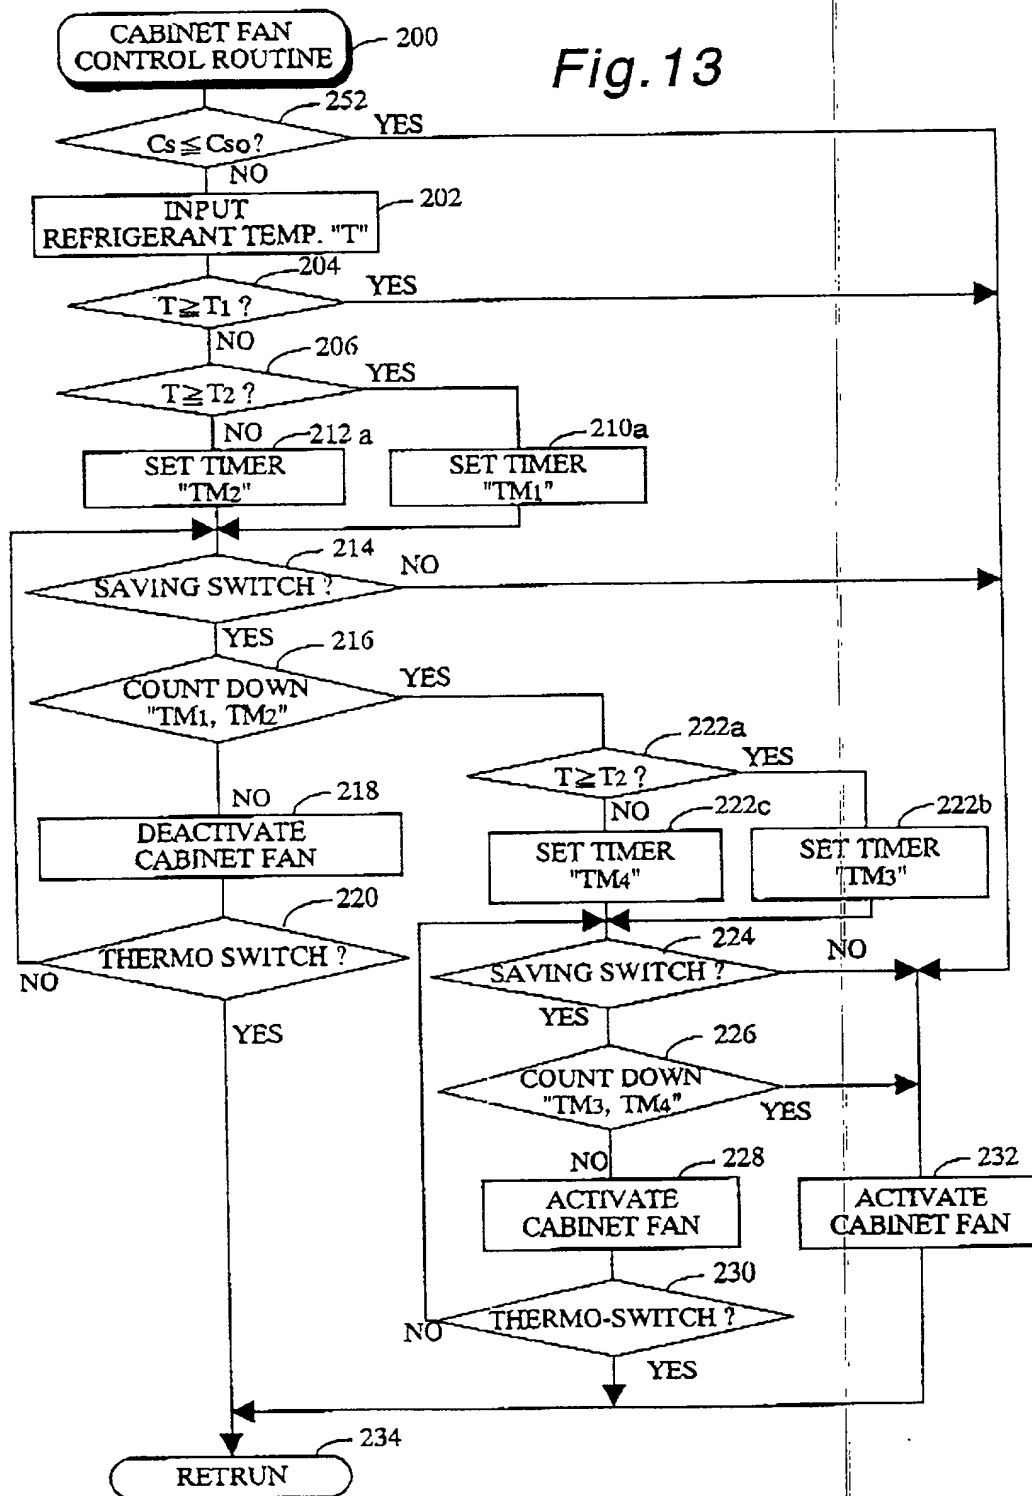 CABINET FAN
CONTROL ROUTINE
200
Fig.13
252
Cs≦Cso?
YES
NO
202
INPUT
REFRIGERANT TEMP. "T"
204
T≧T1?
YES
NO
206
T≧T2?
YES
NO
212a
210a
SET TIMER
"TM2"
SET TIMER
"TM1"
214
SAVING SWITCH?
NO
YES
216
COUNT DOWN
"TM1, TM2"
YES
222a
T≧T2?
YES
NO
218
NO
222c
222b
DEACTIVATE
CABINET FAN
SET TIMER
"TM4"
SET TIMER
"TM3"
220
THERMO SWITCH?
NO
YES
224
SAVING SWITCH?
NO
YES
226
COUNT DOWN
"TM3, TM4"
YES
NO
228
232
ACTIVATE
CABINET FAN
ACTIVATE
CABINET FAN
230
THERMO-SWITCH?
NO
YES
234
RETRUN